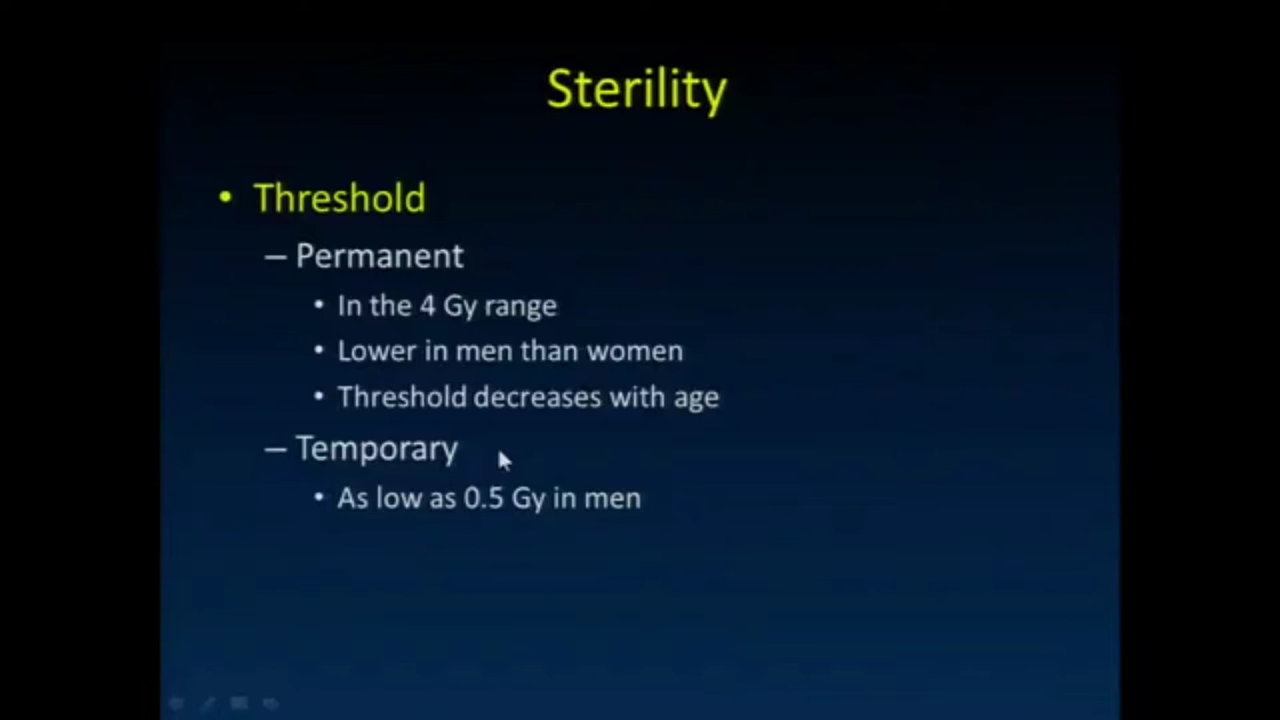 Sterility
• Threshold
– Permanent
• In the 4 Gy range
• Lower in men than women
• Threshold decreases with age
– Temporary
• As low as 0.5 Gy in men